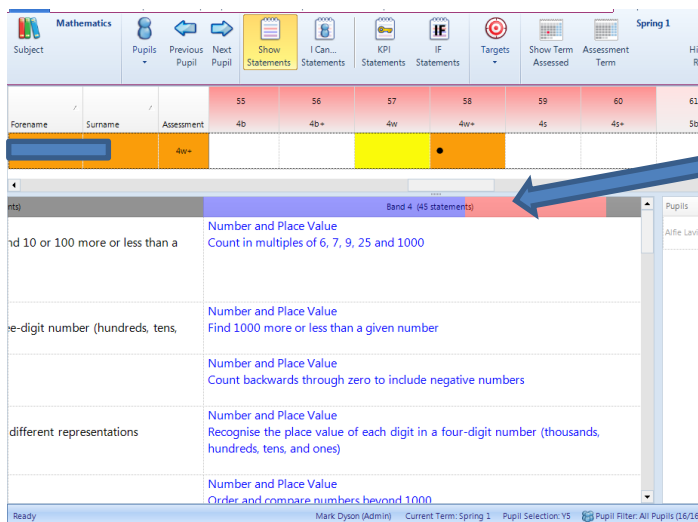 Mathematics
Spring 1
Subject
Pupils
Previous Pupil
Next Pupil
Show Statements
I Can... Statements
KPI Statements
IF Statements
Targets
Show Term Assessed
Assessment Term
55 56 57 58 59 60 61
Forename Surname Assessment 4b 4b+ 4w 4w+ 4s 4s+ 5b
4w+
nts) Band 4 (45 statements) Pupils
Number and Place Value
nd 10 or 100 more or less than a Count in multiples of 6, 7, 9, 25 and 1000
Alfie Lavi
Number and Place Value
ee-digit number (hundreds, tens, Find 1000 more or less than a given number
Number and Place Value
Count backwards through zero to include negative numbers
Number and Place Value
different representations Recognise the place value of each digit in a four-digit number (thousands,
hundreds, tens, and ones)
Number and Place Value
Order and compare numbers beyond 1000
Ready Mark Dyson (Admin) Current Term: Spring 1 Pupil Selection: Y5 Pupil Filter: All Pupils (16/16